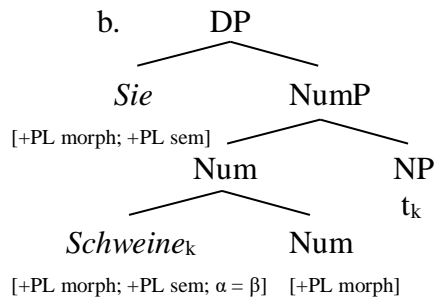 b. DP
Sie NumP
[+PL morph; +PL sem]
Num NP
tk
Schweinek Num
[+PL morph; +PL sem; α = β] [+PL morph]